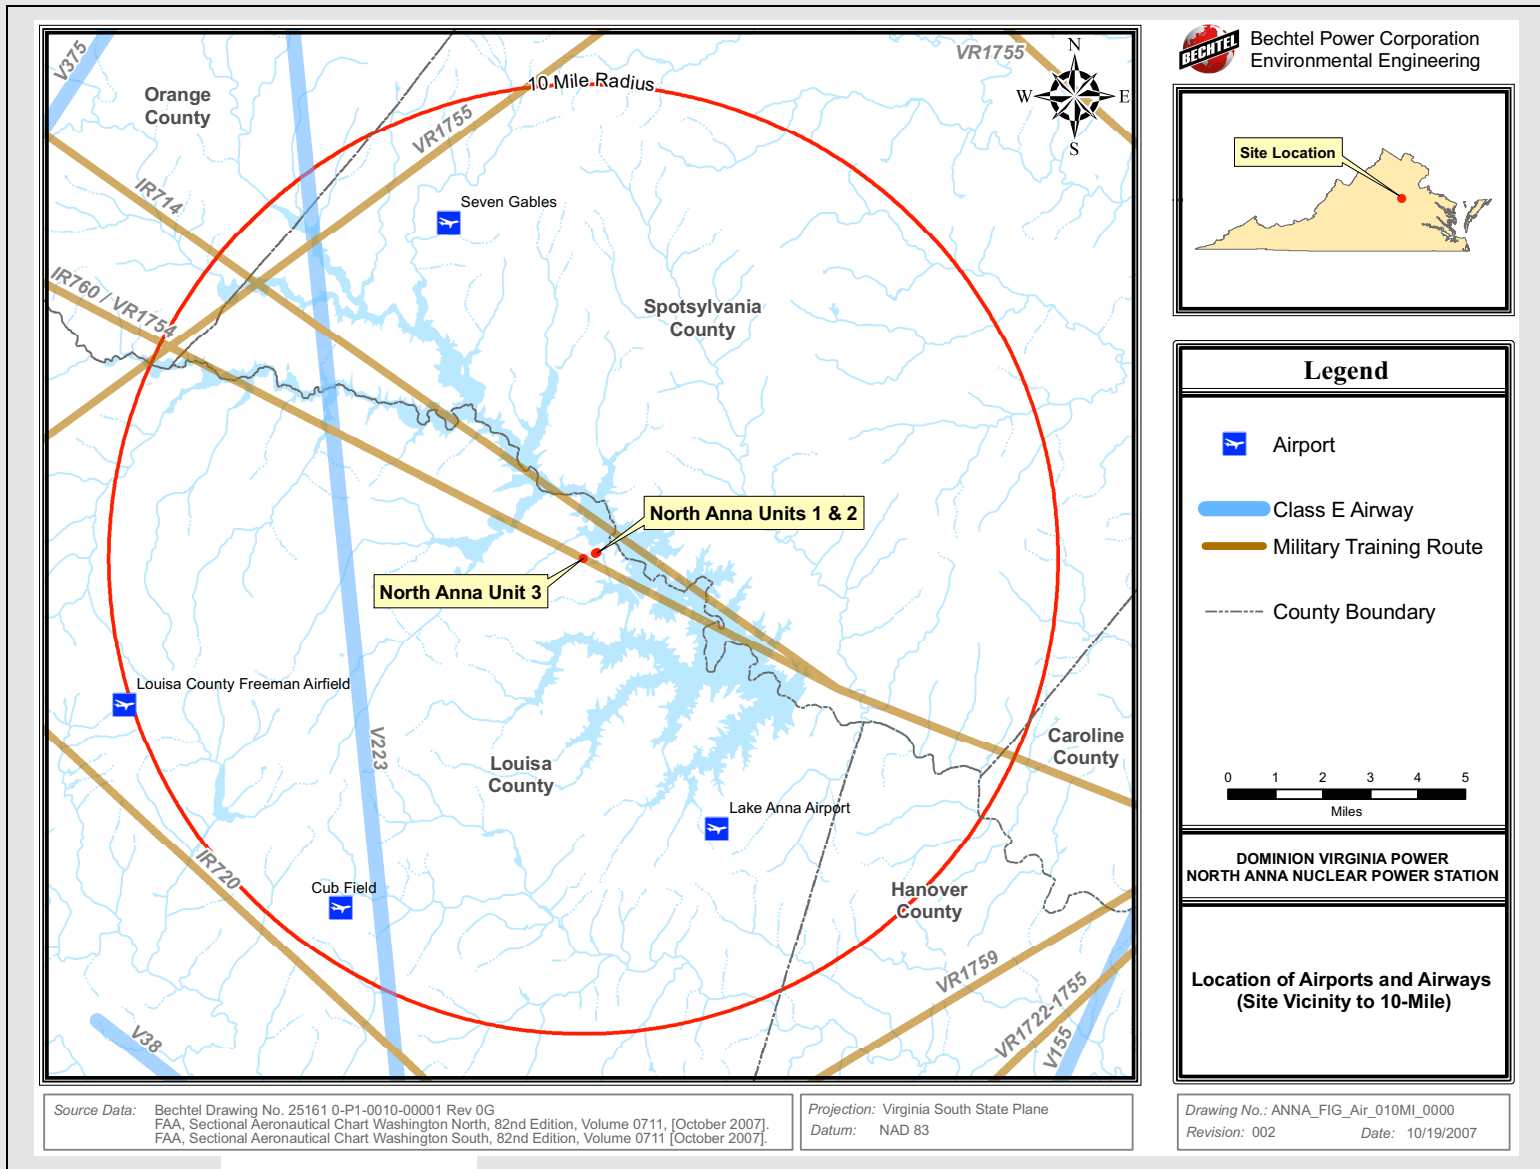 V375
Orange
County
10 Mile Radius
VR1755
VR1755
N
W
E
S
IR714
Seven Gables
IR760 / VR1754
Spotsylvania
County
North Anna Units 1 & 2
North Anna Unit 3
Louisa County Freeman Airfield
V223
Louisa
County
Caroline
County
Lake Anna Airport
IR720
Cub Field
Hanover
County
VR1759
VR1722-1755
V155
V38
BECHTEL
Bechtel Power Corporation
Environmental Engineering
Site Location
Legend
Airport
Class E Airway
Military Training Route
County Boundary
0 1 2 3 4 5
Miles
DOMINION VIRGINIA POWER
NORTH ANNA NUCLEAR POWER STATION
Location of Airports and Airways
(Site Vicinity to 10-Mile)
Source Data: Bechtel Drawing No. 25161 0-P1-0010-00001 Rev 0G
FAA, Sectional Aeronautical Chart Washington North, 82nd Edition, Volume 0711, [October 2007].
FAA, Sectional Aeronautical Chart Washington South, 82nd Edition, Volume 0711 [October 2007].
Projection: Virginia South State Plane
Datum: NAD 83
Drawing No.: ANNA_FIG_Air_010MI_0000
Revision: 002 Date: 10/19/2007